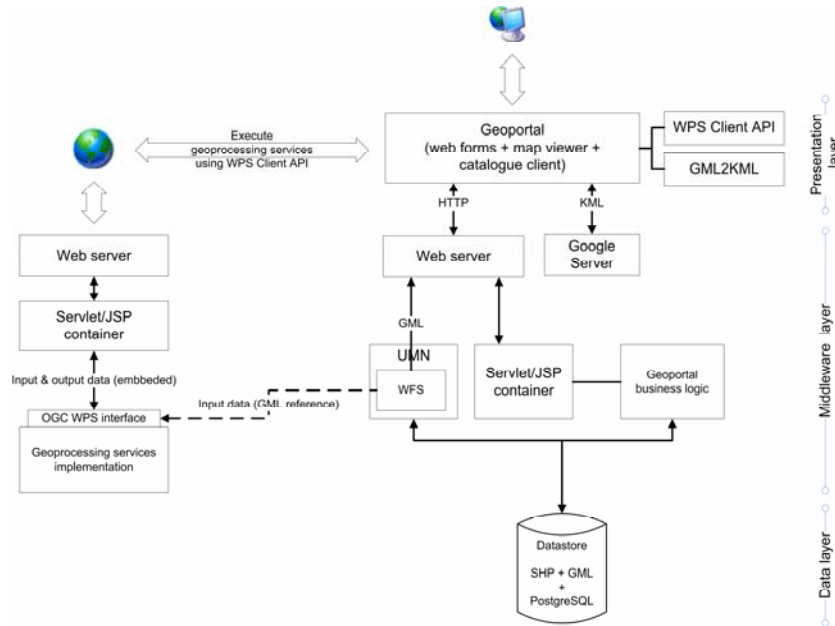 Execute
geoprocessing services
using WPS Client API
Geoportal
(web forms + map viewer +
catalogue client)
WPS Client API
GML2KML
Presentation
layer
HTTP
KML
Web server
Web server
Google
Server
Servlet/JSP
container
GML
UMN
WFS
Servlet/JSP
container
Geoportal
business logic
Middleware layer
Input & output data (embbeded)
Input data (GML reference)
OGC WPS interface
Geoprocessing services
implementation
Datastore
SHP + GML
+
PostgreSQL
Data layer